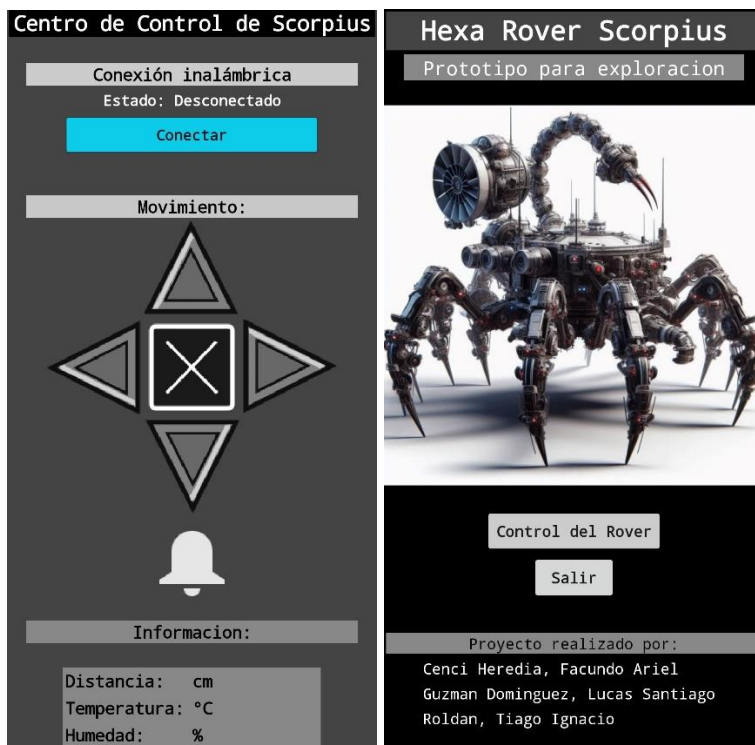 Centro de Control de Scorpius
Conexión inalámbrica
Estado: Desconectado
Conectar
Movimiento:
Informacion:
Distancia: cm
Temperatura: °C
Humedad: %
Hexa Rover Scorpius
Prototipo para exploracion
Control del Rover
Salir
Proyecto realizado por:
Cenci Heredia, Facundo Ariel
Guzman Dominguez, Lucas Santiago
Roldan, Tiago Ignacio